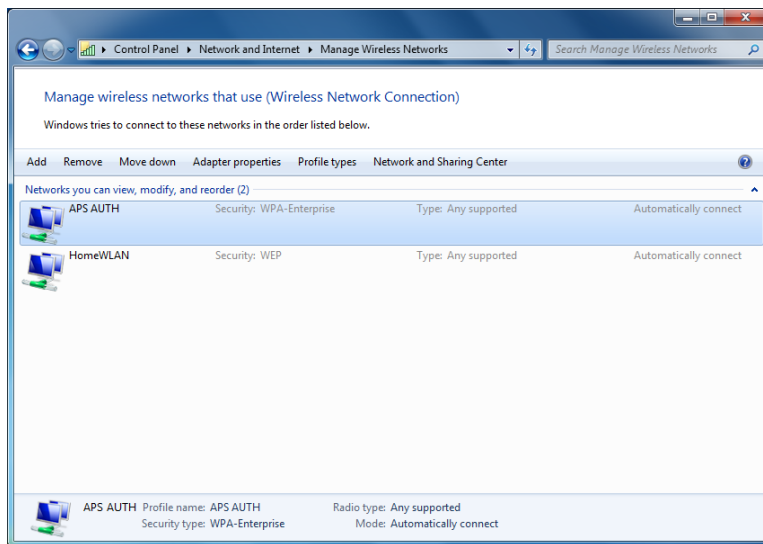 Control Panel Network and Internet Manage Wireless Networks Search Manage Wireless Networks
Manage wireless networks that use (Wireless Network Connection)
Windows tries to connect to these networks in the order listed below.
Add Remove Move down Adapter properties Profile types Network and Sharing Center
Networks you can view, modify, and reorder (2)
APS AUTH Security: WPA-Enterprise Type: Any supported Automatically connect
HomeWLAN Security: WEP Type: Any supported Automatically connect
APS AUTH Profile name: APS AUTH Radio type: Any supported
Security type: WPA-Enterprise Mode: Automatically connect